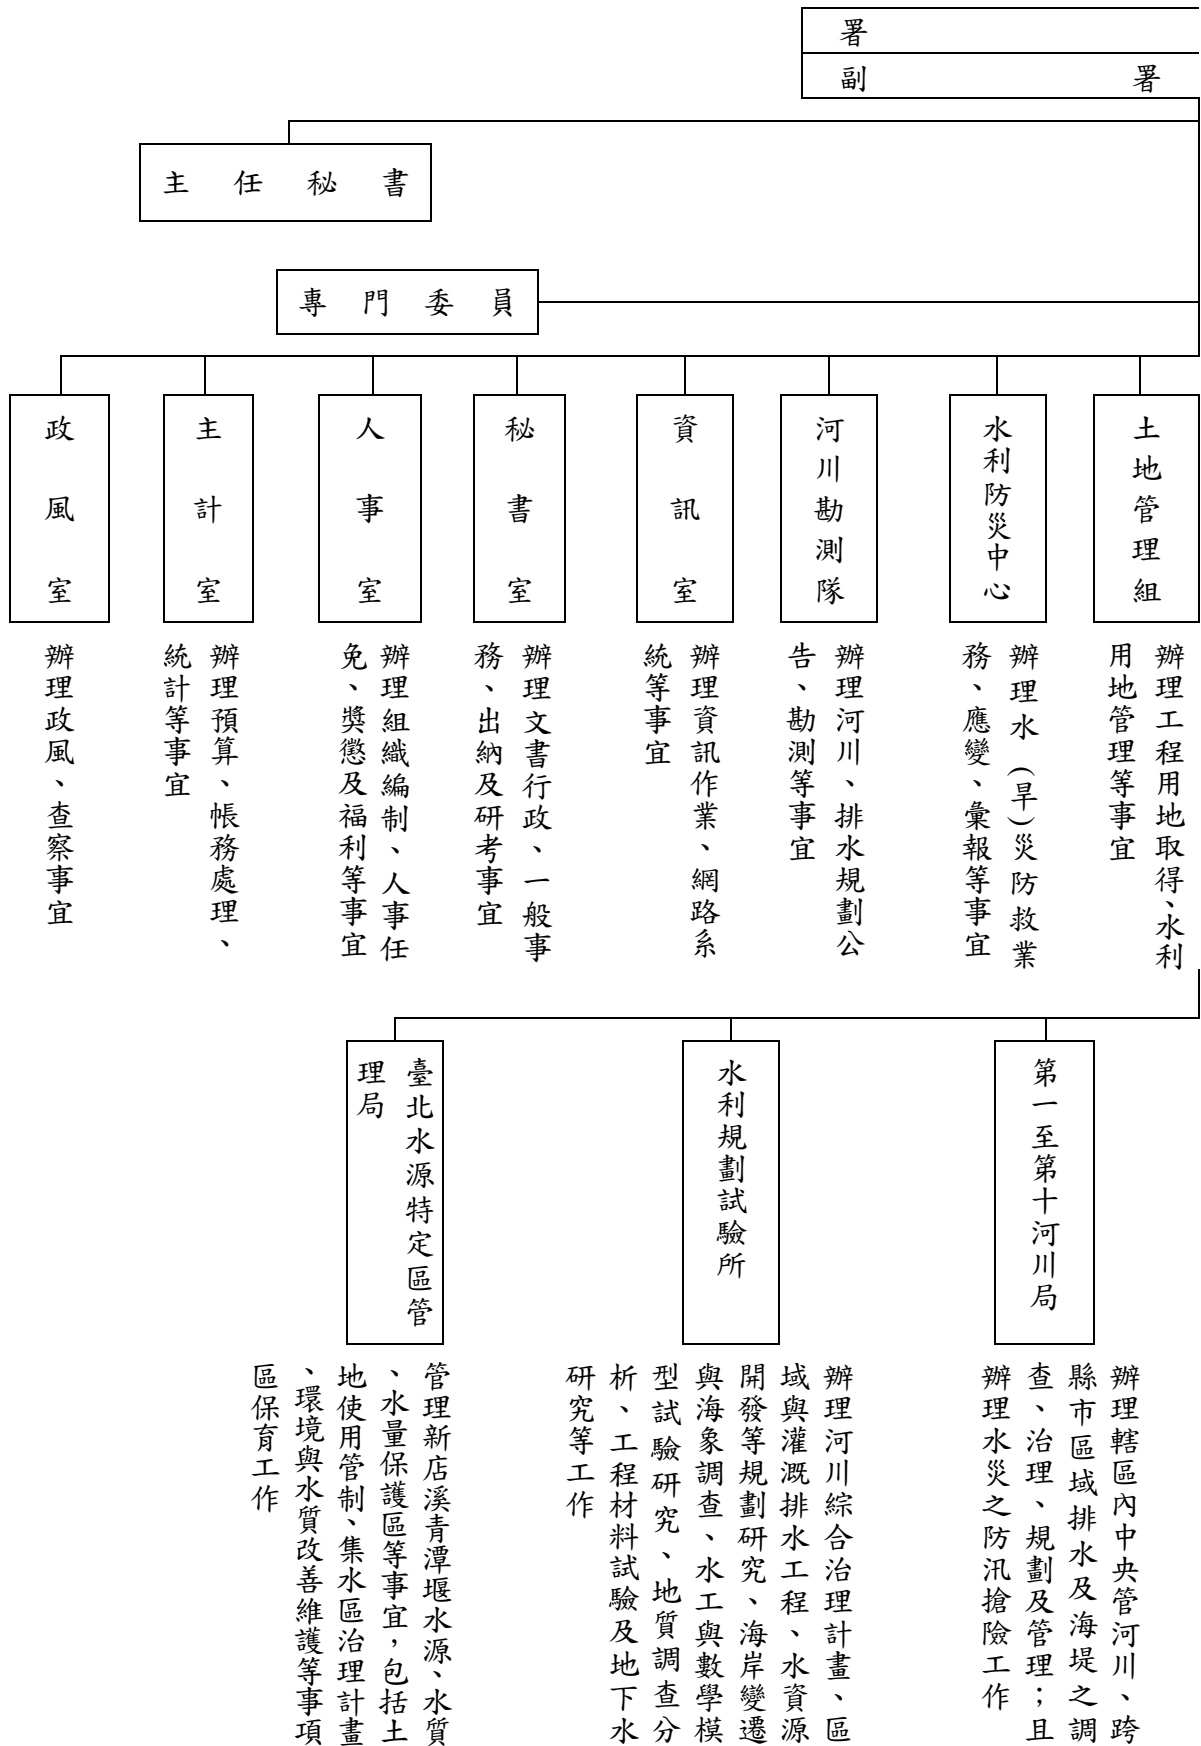 署
副 署
主任秘書
專門委員
土地管理組
辦理工程用地取得、水利
用地管理等事宜
水利防災中心
辦理水(旱)災防救業
務、應變、彙報等事宜
河川勘測隊
辦理河川、排水規劃公
告、勘測等事宜
資訊室
辦理資訊作業、網路系
統等事宜
秘書室
辦理文書行政、一般事
務、出納及研考事宜
人事室
辦理組織編制、人事任
免、獎懲及福利等事宜
主計室
辦理預算、帳務處理、
統計等事宜
政風室
辦理政風、查察事宜
第一至第十河川局
辦理轄區內中央管河川、跨
縣市區域排水及海堤之調
查、治理、規劃及管理；且
辦理水災之防汛搶險工作
水利規劃試驗所
辦理河川綜合治理計畫、區
域與灌溉排水工程、水資源
開發等規劃研究、海岸變遷
與海象調查、水工與數學模
型試驗研究、地質調查分
析、工程材料試驗及地下水
研究等工作
臺北水源特定區管
理局
管理新店溪青潭堰水源、水質
、水量保護區等事宜，包括土
地使用管制、集水區治理計畫
、環境與水質改善維護等事項
區保育工作